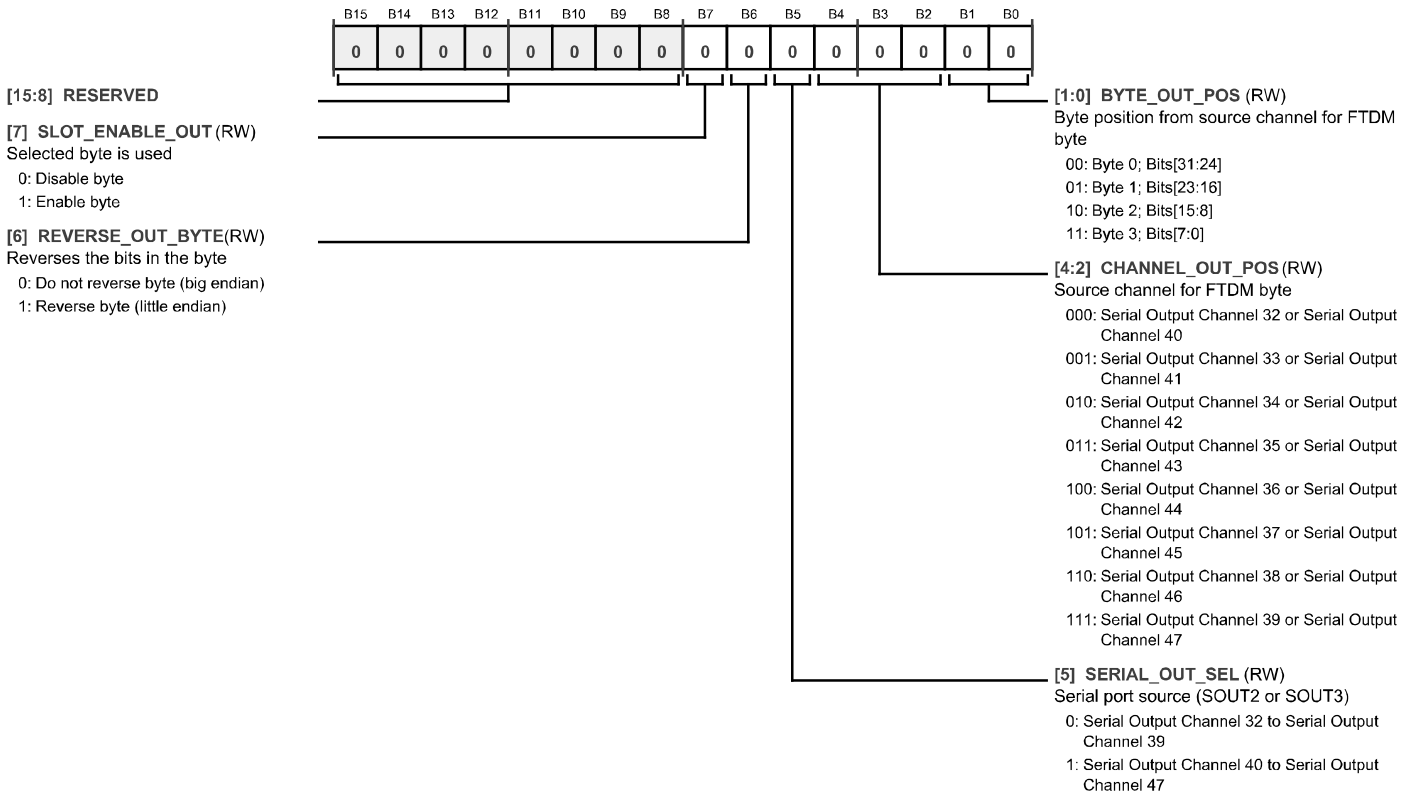 B15 B14 B13 B12 B11 B10 B9 B8 B7 B6 B5 B4 B3 B2 B1 B0
0 0 0 0 0 0 0 0 0 0 0 0 0 0 0 0
[15:8] RESERVED
[7] SLOT_ENABLE_OUT (RW)
Selected byte is used
0: Disable byte
1: Enable byte
[6] REVERSE_OUT_BYTE(RW)
Reverses the bits in the byte
0: Do not reverse byte (big endian)
1: Reverse byte (little endian)
[1:0] BYTE_OUT_POS (RW)
Byte position from source channel for FTDM
byte
00: Byte 0; Bits[31:24]
01: Byte 1; Bits[23:16]
10: Byte 2; Bits[15:8]
11: Byte 3; Bits[7:0]
[4:2] CHANNEL_OUT_POS (RW)
Source channel for FTDM byte
000: Serial Output Channel 32 or Serial Output
Channel 40
001: Serial Output Channel 33 or Serial Output
Channel 41
010: Serial Output Channel 34 or Serial Output
Channel 42
011: Serial Output Channel 35 or Serial Output
Channel 43
100: Serial Output Channel 36 or Serial Output
Channel 44
101: Serial Output Channel 37 or Serial Output
Channel 45
110: Serial Output Channel 38 or Serial Output
Channel 46
111: Serial Output Channel 39 or Serial Output
Channel 47
[5] SERIAL_OUT_SEL (RW)
Serial port source (SOUT2 or SOUT3)
0: Serial Output Channel 32 to Serial Output
Channel 39
1: Serial Output Channel 40 to Serial Output
Channel 47